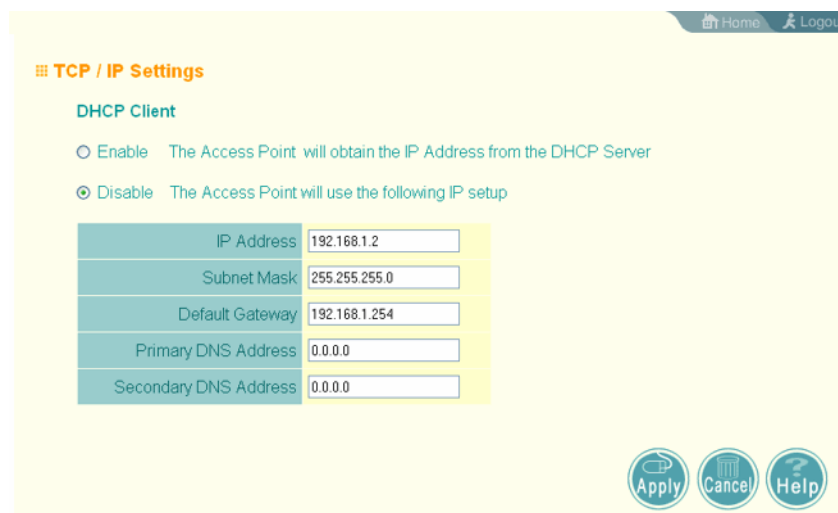 Home Logou
TCP / IP Settings
DHCP Client
Enable The Access Point will obtain the IP Address from the DHCP Server
Disable The Access Point will use the following IP setup
IP Address 192.168.1.2
Subnet Mask 255.255.255.0
Default Gateway 192.168.1.254
Primary DNS Address 0.0.0.0
Secondary DNS Address 0.0.0.0
Apply Cancel Help